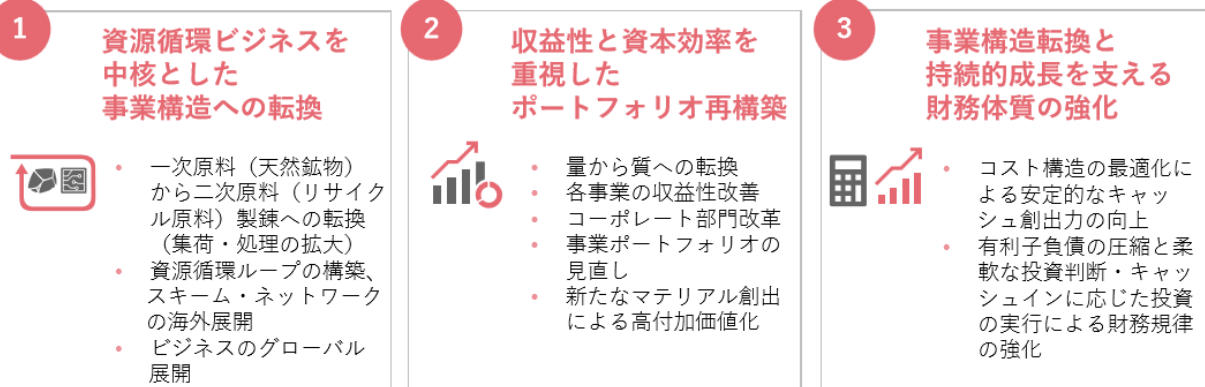 1
資源循環ビジネスを
中核とした
事業構造への転換
• 一次原料（天然鉱物）
から二次原料（リサイク
ル原料）製錬への転換
（集荷・処理の拡大）
• 資源循環ループの構築、
スキーム・ネットワーク
の海外展開
• ビジネスのグローバル
展開
2
収益性と資本効率を
重視した
ポートフォリオ再構築
• 量から質への転換
• 各事業の収益性改善
• コーポレート部門改革
• 事業ポートフォリオの
見直し
• 新たなマテリアル創出
による高付加価値化
3
事業構造転換と
持続的成長を支える
財務体質の強化
• コスト構造の最適化に
よる安定的なキャッ
シュ創出力の向上
• 有利子負債の圧縮と柔
軟な投資判断・キャッ
シュインに応じた投資
の実行による財務規律
の強化